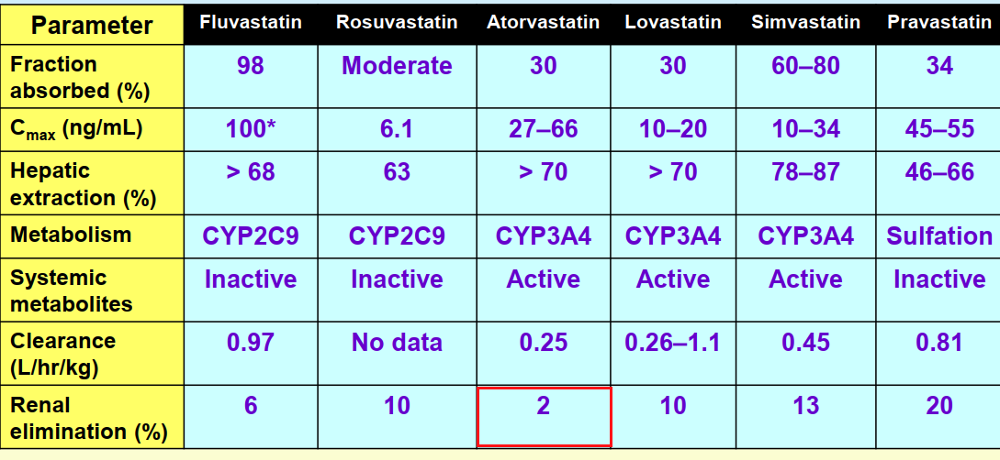 Parameter Fluvastatin Rosuvastatin Atorvastatin Lovastatin Simvastatin Pravastatin
Fraction absorbed (%) 98 Moderate 30 30 60–80 34
Cmax (ng/mL) 100* 6.1 27–66 10–20 10–34 45–55
Hepatic extraction (%) > 68 63 > 70 > 70 78–87 46–66
Metabolism CYP2C9 CYP2C9 CYP3A4 CYP3A4 CYP3A4 Sulfation
Systemic metabolites Inactive Inactive Active Active Active Inactive
Clearance (L/hr/kg) 0.97 No data 0.25 0.26–1.1 0.45 0.81
Renal elimination (%) 6 10 2 10 13 20